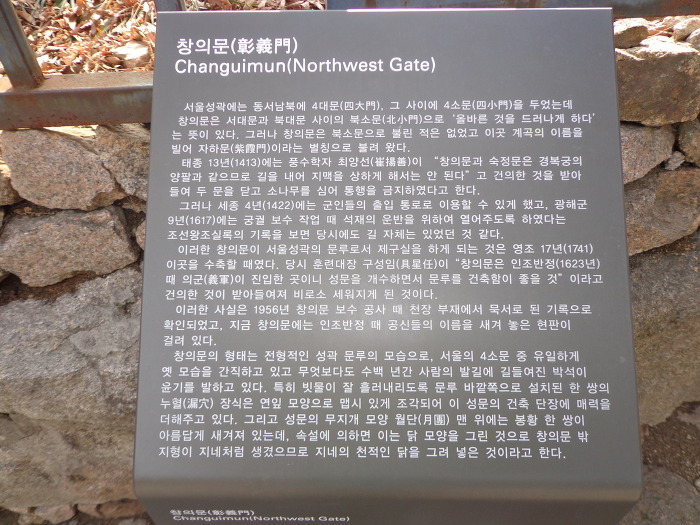 창의문(彰義門)
Changuimun(Northwest Gate)
서울성곽에는 동서남북에 4대문(四大門), 그 사이에 4소문(四小門)을 두었는데
창의문은 서대문과 북대문 사이의 북소문(北小門)으로 ‘올바른 것을 드러나게 하다’
는 뜻이 있다. 그러나 창의문은 북소문으로 불린 적은 없었고 이곳 계곡의 이름을
빌어 자하문(紫霞門)이라는 별칭으로 불려 왔다.
태종 13년(1413)에는 풍수학자 최양선(崔揚善)이 “창의문과 숙정문은 경복궁의
양팔과 같으므로 길을 내어 지맥을 상하게 해서는 안 된다” 고 건의한 것을 받아
들여 두 문을 닫고 소나무를 심어 통행을 금지하였다고 한다.
그러나 세종 4년(1422)에는 군인들의 출입 통로로 이용할 수 있게 했고, 광해군
9년(1617)에는 궁궐 보수 작업 때 석재의 운반을 위하여 열어주도록 하였다는
조선왕조실록의 기록을 보면 당시에도 길 자체는 있었던 것 같다.
이러한 창의문이 서울성곽의 문루로서 제구실을 하게 되는 것은 영조 17년(1741)
이곳을 수축할 때였다. 당시 훈련대장 구성임(具星任)이 “창의문은 인조반정(1623년)
때 의군(義軍)이 진입한 곳이니 성문을 개수하면서 문루를 건축함이 좋을 것” 이라고
건의한 것이 받아들여져 비로소 세워지게 된 것이다.
이러한 사실은 1956년 창의문 보수 공사 때 천장 부재에서 묵서로 된 기록으로
확인되었고, 지금 창의문에는 인조반정 때 공신들의 이름을 새겨 놓은 현판이
걸려 있다.
창의문의 형태는 전형적인 성곽 문루의 모습으로, 서울의 4소문 중 유일하게
옛 모습을 간직하고 있고 무엇보다도 수백 년간 사람의 발길에 길들여진 박석이
윤기를 발하고 있다. 특히 빗물이 잘 흘러내리도록 문루 바깥쪽으로 설치된 한 쌍의
누혈(漏穴) 장식은 연잎 모양으로 맵시 있게 조각되어 이 성문의 건축 단장에 매력을
더해주고 있다. 그리고 성문의 무지개 모양 월단(月團) 맨 위에는 봉황 한 쌍이
아름답게 새겨져 있는데, 속설에 의하면 이는 닭 모양을 그린 것으로 창의문 밖
지형이 지네처럼 생겼으므로 지네의 천적인 닭을 그려 넣은 것이라고 한다.
창의문(彰義門)
Changuimun(Northwest Gate)